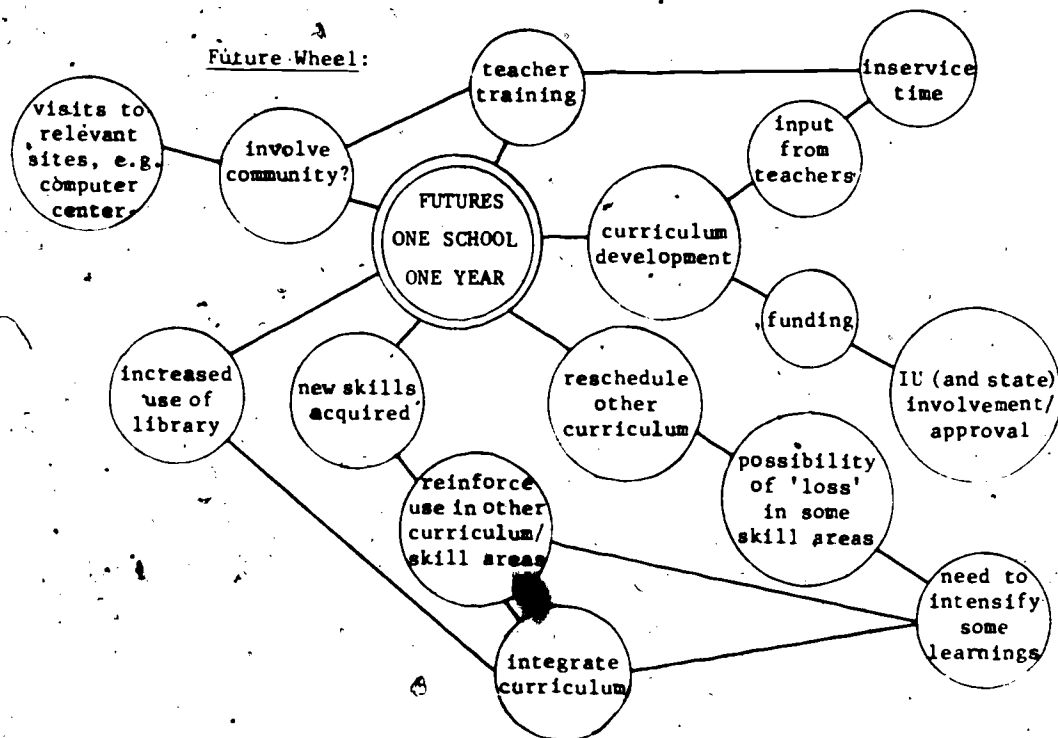 Future Wheel:
visits to
relevant
sites, e.g.
computer
center
involve
community?
teacher
training
inservice
time
input
from
teachers
FUTURES
ONE SCHOOL
ONE YEAR
curriculum
development
funding
IU (and state)
involvement/
approval
increased
use of
library
new skills
acquired
reschedule
other
curriculum
possibility
of 'loss'
in some
skill areas
reinforce
use in other
curriculum/
skill areas
need to
intensify
some
learnings
integrate
curriculum